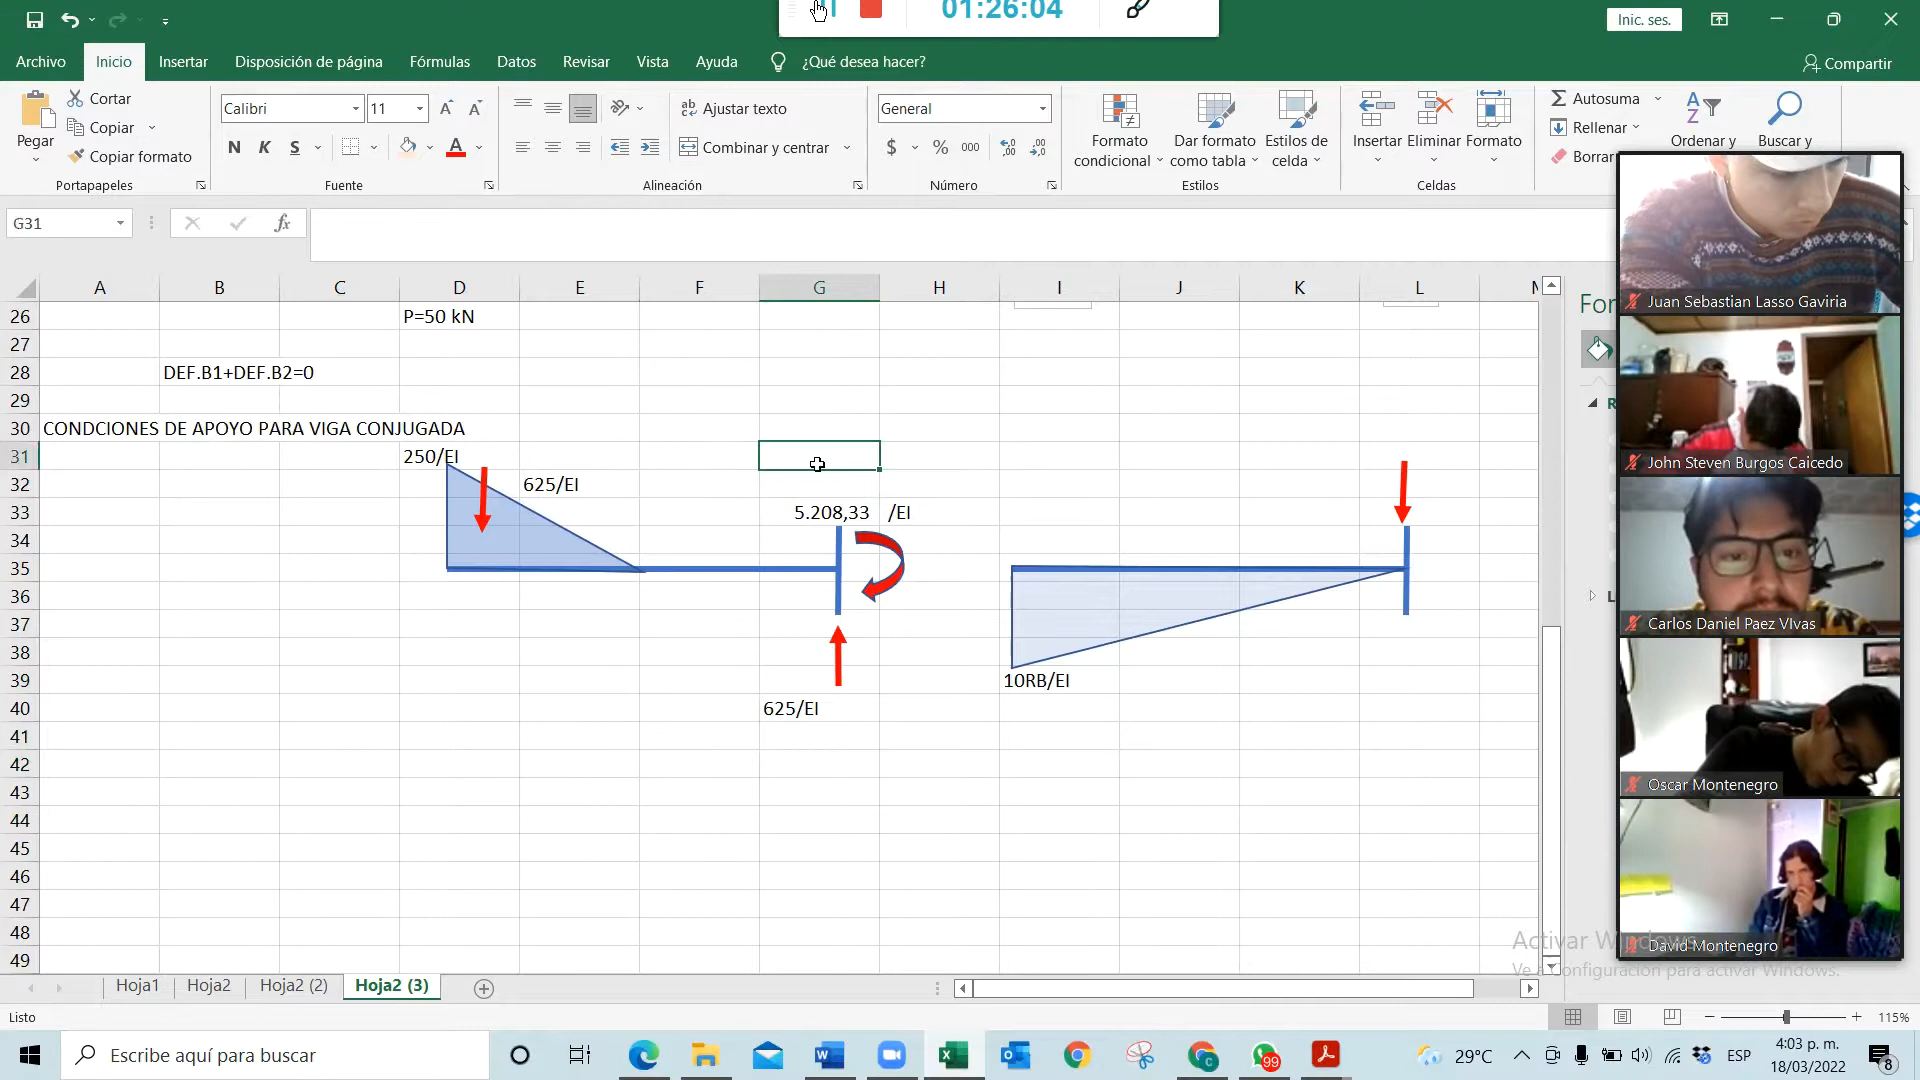 01:26:04
Inic. ses.
Archivo Inicio Insertar Disposición de página Fórmulas Datos Revisar Vista Ayuda ¿Qué desea hacer? Compartir
Pegar
Cortar
Copiar
Copiar formato
Portapapeles
Calibri 11
N K S
Fuente
Ajustar texto
Combinar y centrar
Alineación
General
$ % 000
Número
Formato condicional
Dar formato como tabla
Estilos de celda
Estilos
Insertar Eliminar Formato
Celdas
Autosuma
Rellenar
Borrar
Ordenar y
Buscar y
G31
fx
A B C D E F G H I J K L
26 P=50 kN
27
28 DEF.B1+DEF.B2=0
29
30 CONDCIONES DE APOYO PARA VIGA CONJUGADA
31 250/EI
32 625/EI
33 5.208,33 /EI
34
35
36
37
38
39 10RB/EI
40 625/EI
41
42
43
44
45
46
47
48
49
Juan Sebastian Lasso Gaviria
John Steven Burgos Caicedo
Carlos Daniel Paez VIvas
Oscar Montenegro
David Montenegro
Hoja1 Hoja2 Hoja2 (2) Hoja2 (3)
Listo
115%
Escribe aquí para buscar
99
29°C
ESP
4:03 p. m.
18/03/2022
8